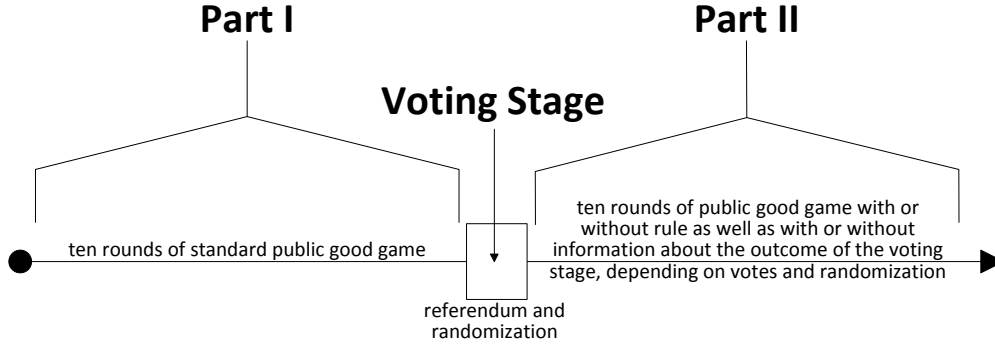 Part I
Part II
Voting Stage
ten rounds of standard public good game
ten rounds of public good game with or
without rule as well as with or without
information about the outcome of the voting
stage, depending on votes and randomization
referendum and
randomization